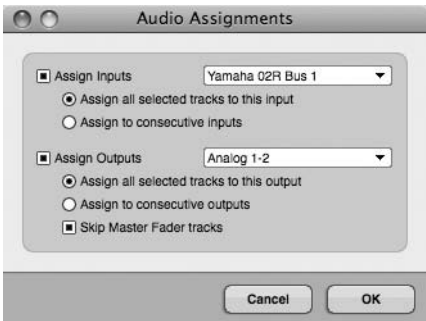 Audio Assignments
Assign Inputs Yamaha 02R Bus 1
Assign all selected tracks to this input
Assign to consecutive inputs
Assign Outputs Analog 1-2
Assign all selected tracks to this output
Assign to consecutive outputs
Skip Master Fader tracks
Cancel OK